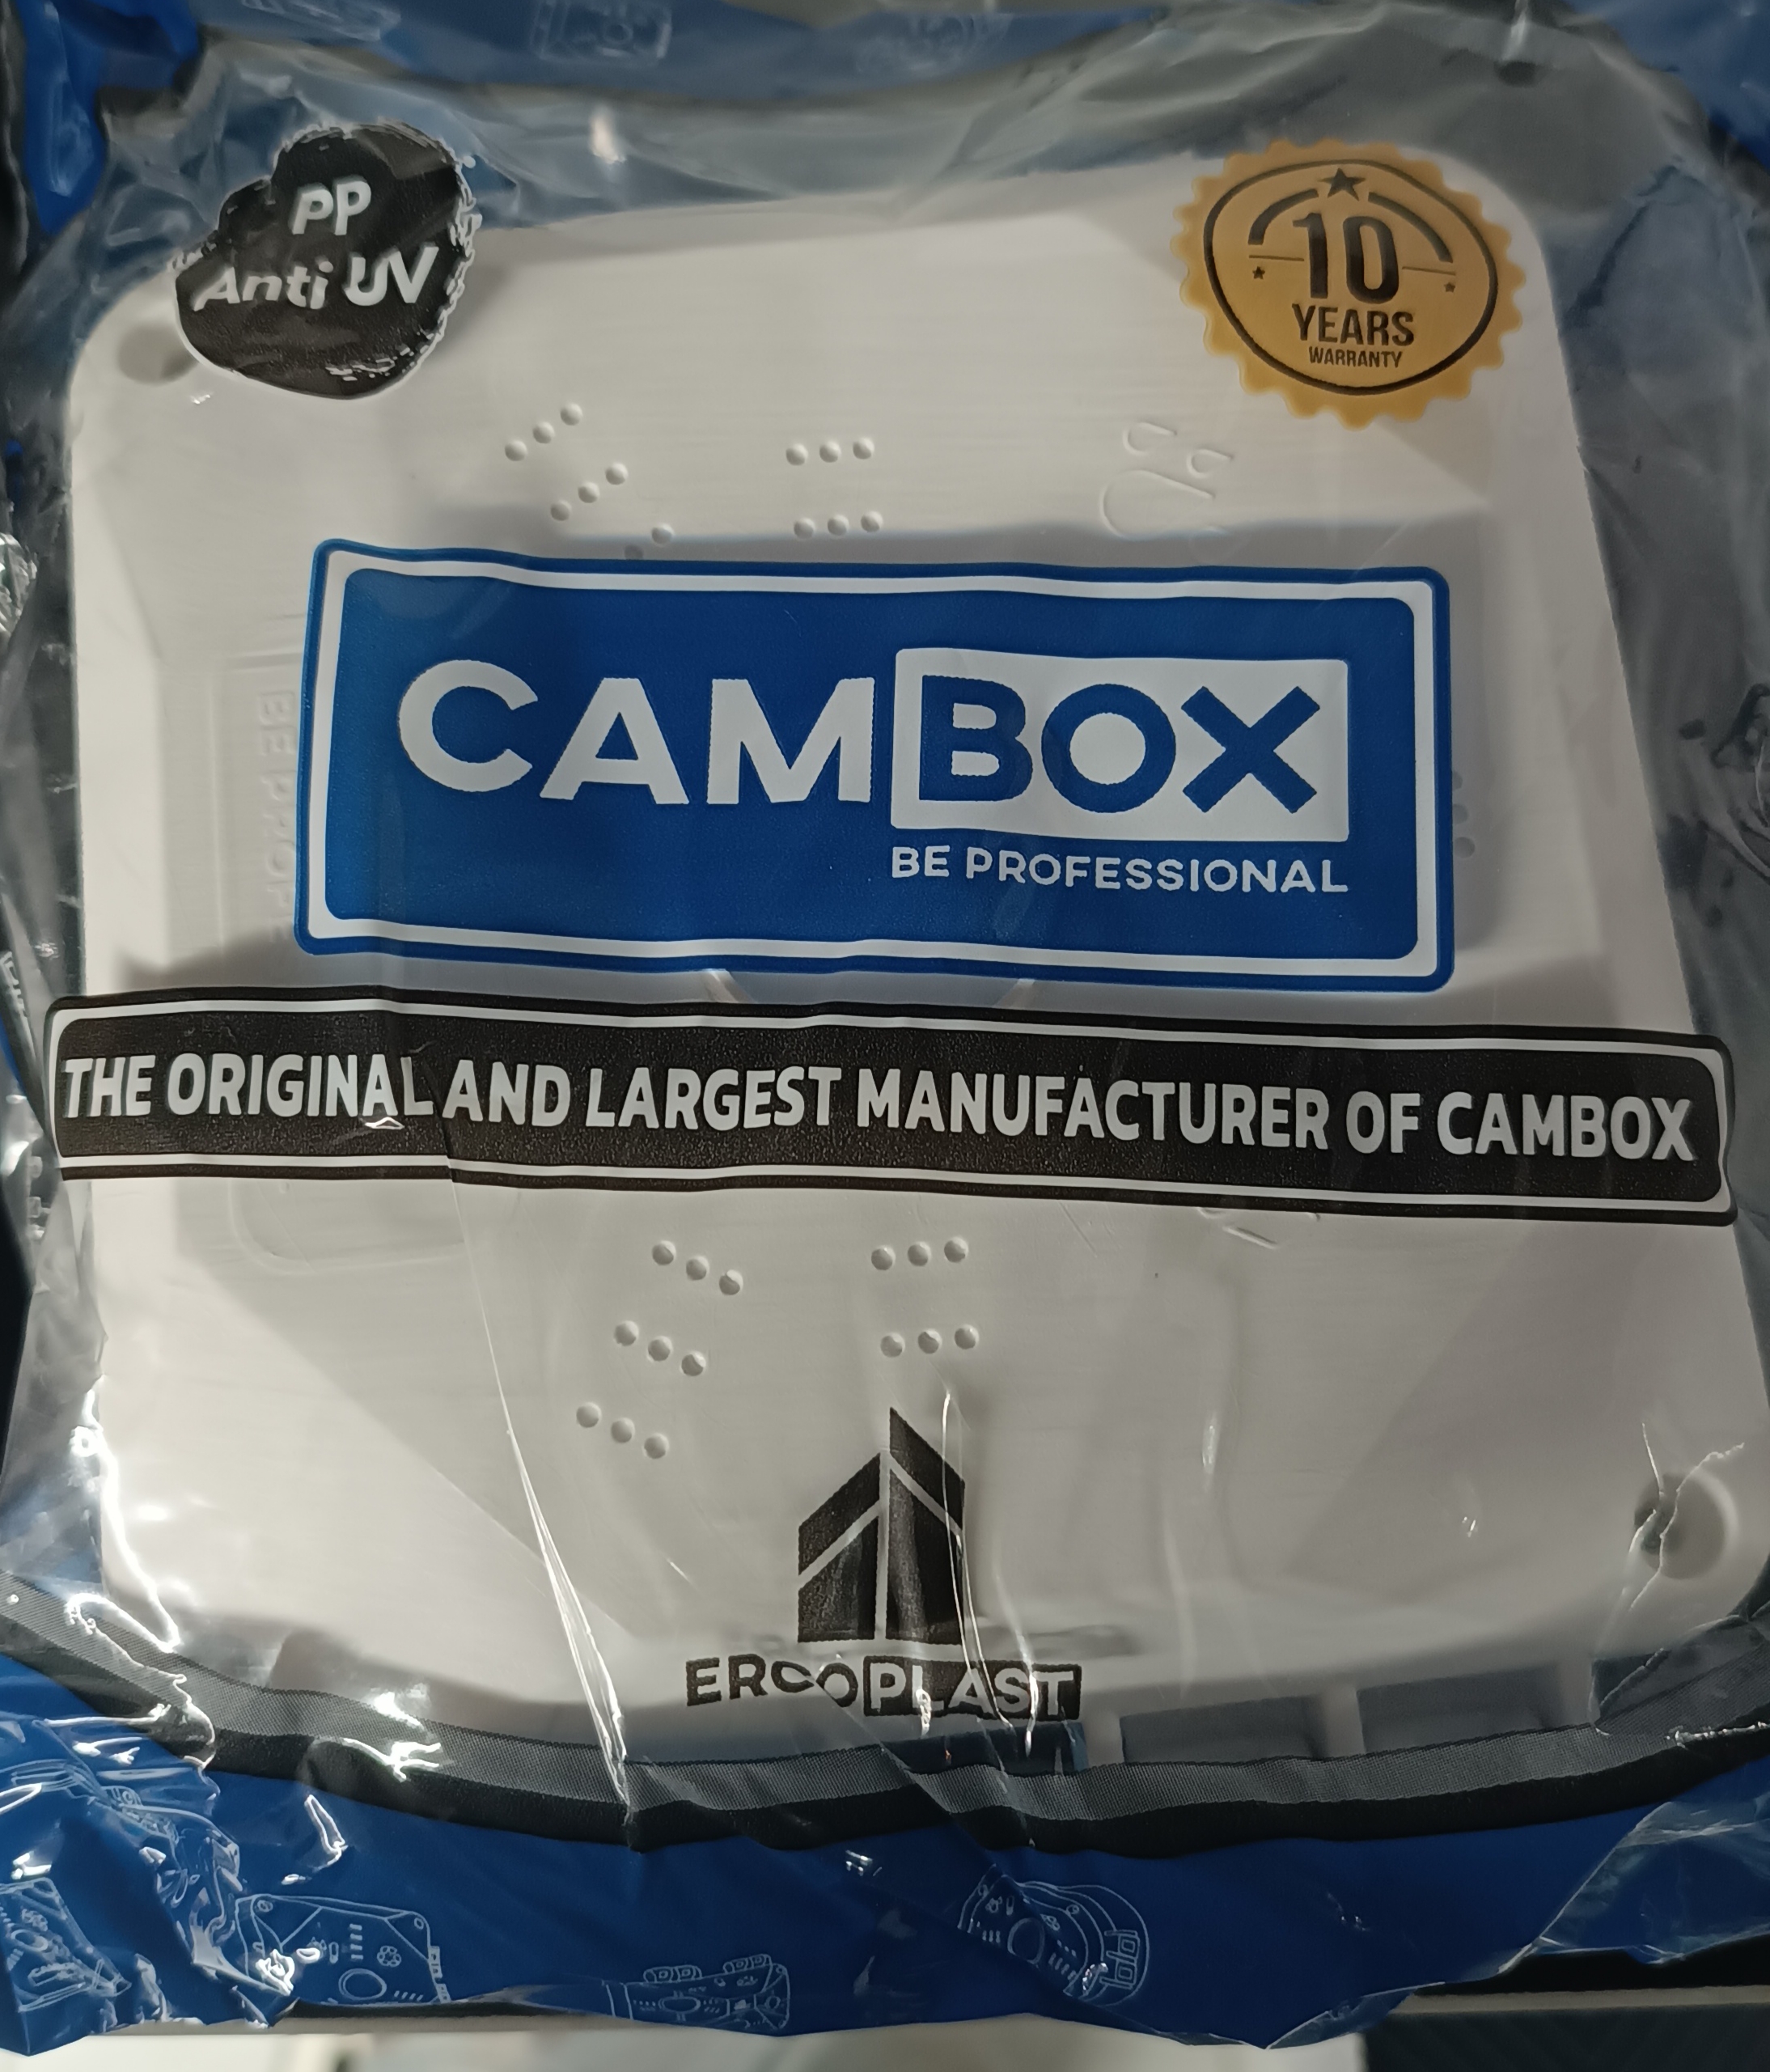 PP
Anti UV
10
YEARS
WARRANTY
CAMBOX
BE PROFESSIONAL
THE ORIGINAL AND LARGEST MANUFACTURER OF CAMBOX
ERCOPLAST